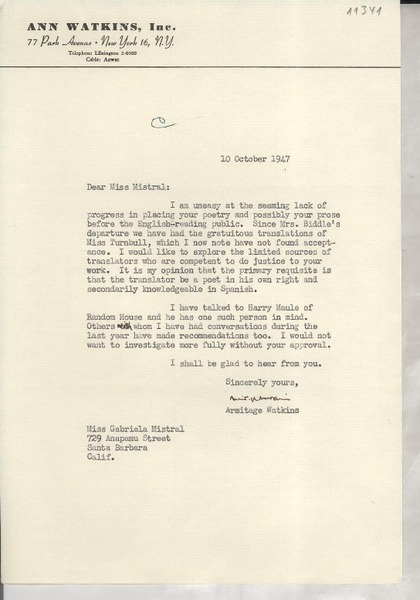 11341
ANN WATKINS, Inc.
77 Park Avenue • New York 16, N.Y.
Telephone LExington 2-0090
Cable: Anwat
10 October 1947
Dear Miss Mistral:
I am uneasy at the seeming lack of
progress in placing your poetry and possibly your prose
before the English-reading public. Since Mrs. Biddle's
departure we have had the gratuitous translations of
Miss Turnbull, which I now note have not found accept-
ance. I would like to explore the limited sources of
translators who are competent to do justice to your
work. It is my opinion that the primary requisite is
that the translator be a poet in his own right and
secondarily knowledgeable in Spanish.
I have talked to Harry Maule of
Random House and he has one such person in mind.
Others with whom I have had conversations during the
last year have made recommendations too. I would not
want to investigate more fully without your approval.
I shall be glad to hear from you.
Sincerely yours,
Armitage Watkins
Miss Gabriela Mistral
729 Anapamu Street
Santa Barbara
Calif.